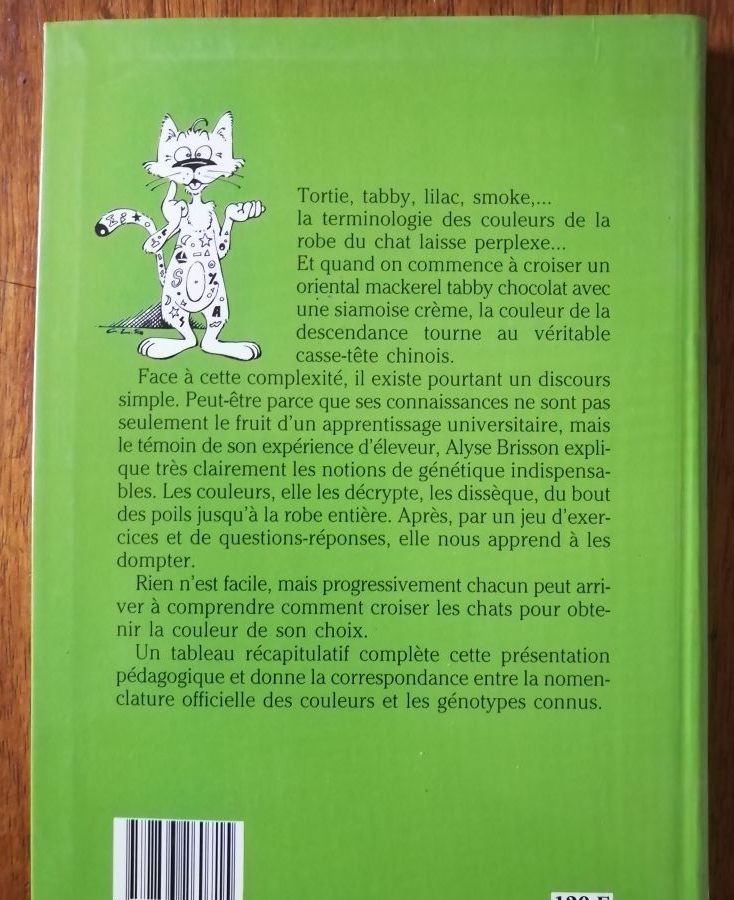 Tortie, tabby, lilac, smoke,...
la terminologie des couleurs de la
robe du chat laisse perplexe...
Et quand on commence à croiser un
oriental mackerel tabby chocolat avec
une siamoise crème, la couleur de la
descendance tourne au véritable
casse-tête chinois.
Face à cette complexité, il existe pourtant un discours
simple. Peut-être parce que ses connaissances ne sont pas
seulement le fruit d'un apprentissage universitaire, mais
le témoin de son expérience d'éleveur, Alyse Brisson expli-
que très clairement les notions de génétique indispensa-
bles. Les couleurs, elle les décrypte, les dissèque, du bout
des poils jusqu'à la robe entière. Après, par un jeu d'exer-
cices et de questions-réponses, elle nous apprend à les
dompter.
Rien n'est facile, mais progressivement chacun peut arri-
ver à comprendre comment croiser les chats pour obte-
nir la couleur de son choix.
Un tableau récapitulatif complète cette présentation
pédagogique et donne la correspondance entre la nomen-
clature officielle des couleurs et les génotypes connus.